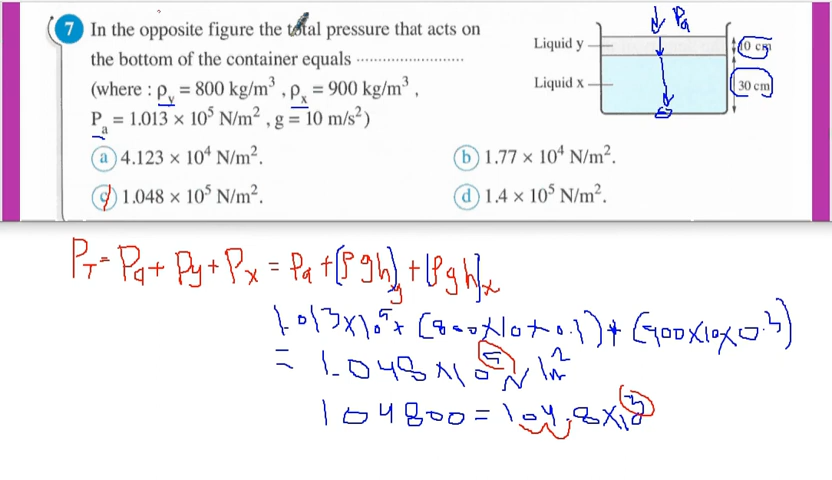 7 In the opposite figure the total pressure that acts on
the bottom of the container equals ........................
(where : ρy = 800 kg/m³ , ρx = 900 kg/m³ ,
Pa = 1.013 × 10⁵ N/m² , g = 10 m/s²)
a 4.123 × 10⁴ N/m².
b 1.77 × 10⁴ N/m².
c 1.048 × 10⁵ N/m².
d 1.4 × 10⁵ N/m².
Pa
Liquid y
10 cm
Liquid x
30 cm
PT = Pa + Py + Px = Pa + [ρgh]y + [ρgh]x
1.013×10⁵ + (800×10×0.1) + (900×10×0.3)
= 1.048×10⁵ N/m²
104800 = 104.8×10³